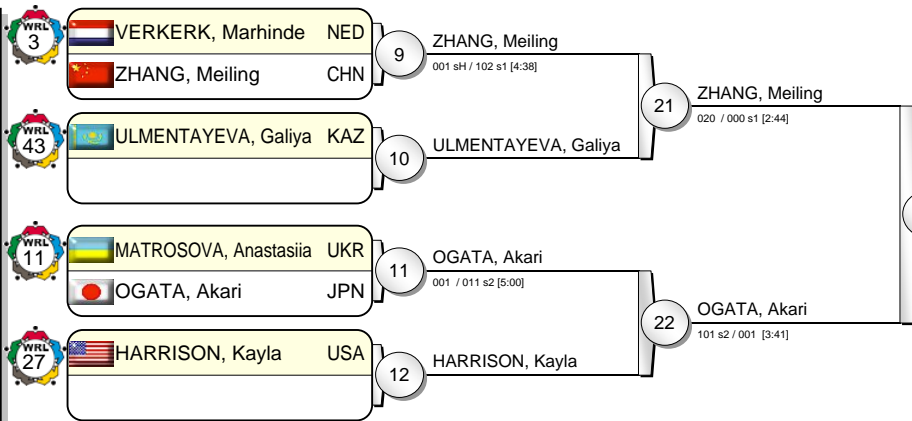 WRL
3
VERKERK, Marhinde NED
ZHANG, Meiling CHN
9
ZHANG, Meiling
001 sH / 102 s1 [4:38]
WRL
43
ULMENTAYEVA, Galiya KAZ
10
ULMENTAYEVA, Galiya
21
ZHANG, Meiling
020 / 000 s1 [2:44]
WRL
11
MATROSOVA, Anastasiia UKR
OGATA, Akari JPN
11
OGATA, Akari
001 / 011 s2 [5:00]
WRL
27
HARRISON, Kayla USA
12
HARRISON, Kayla
22
OGATA, Akari
101 s2 / 001 [3:41]